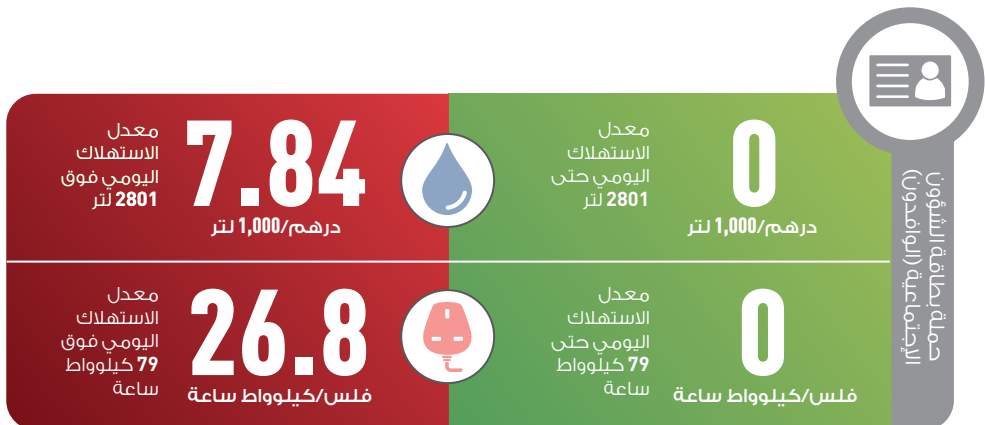 حملة بطاقة الشؤون
الإجتماعية (الوافدون)
0
درهم/1,000 لتر
معدل
الاستهلاك
اليومي حتى
2801 لتر
7.84
درهم/1,000 لتر
معدل
الاستهلاك
اليومي فوق
2801 لتر
0
فلس/كيلوواط ساعة
معدل
الاستهلاك
اليومي حتى
79 كيلوواط
ساعة
26.8
فلس/كيلوواط ساعة
معدل
الاستهلاك
اليومي فوق
79 كيلوواط
ساعة